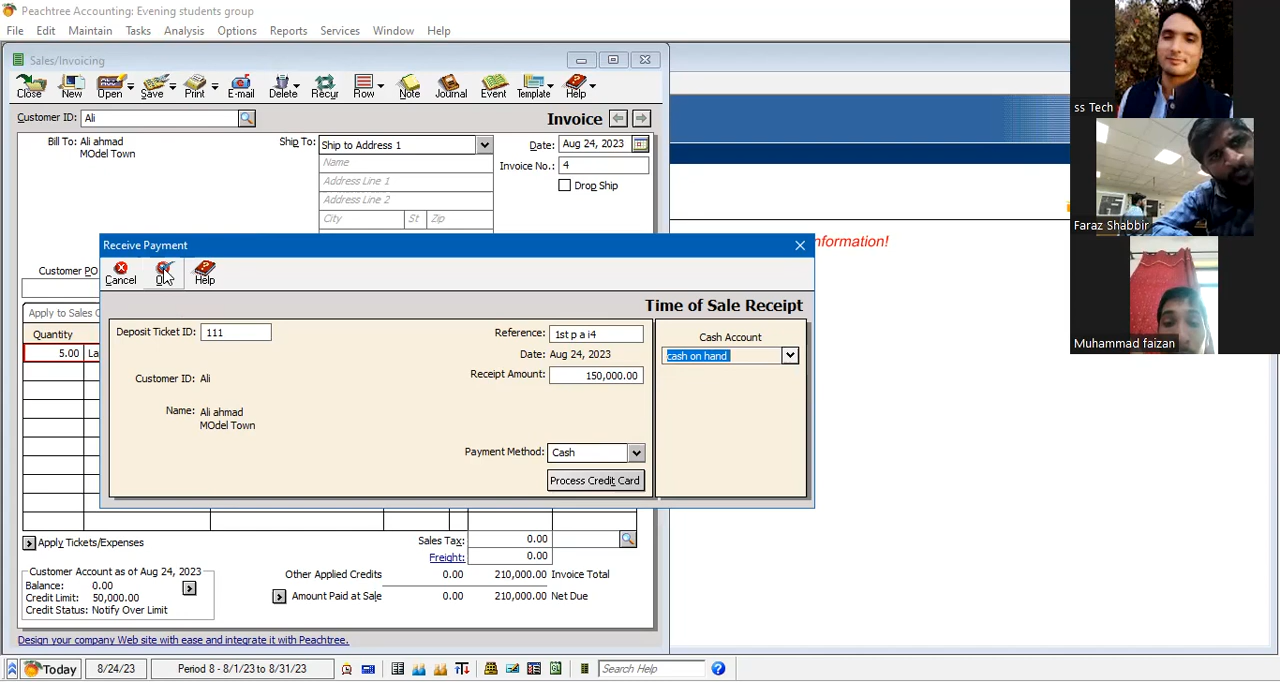 Peachtree Accounting: Evening students group
File Edit Maintain Tasks Analysis Options Reports Services Window Help
Sales/Invoicing
Close New Open Save Print E-mail Delete Recur Row Note Journal Event Template Help
Customer ID: Ali
Invoice
Bill To: Ali ahmad
MOdel Town
Ship To: Ship to Address 1
Name
Address Line 1
Address Line 2
City St Zip
Date: Aug 24, 2023
Invoice No.: 4
Drop Ship
Customer PO
nformation!
Receive Payment
Cancel Help
Time of Sale Receipt
Deposit Ticket ID: 111
Reference: 1st p a i4
Date: Aug 24, 2023
Receipt Amount: 150,000.00
Customer ID: Ali
Name: Ali ahmad
MOdel Town
Payment Method: Cash
Process Credit Card
Cash Account
cash on hand
Apply to Sales O
Quantity
5.00 La
Apply Tickets/Expenses
Sales Tax: 0.00
Freight: 0.00
Customer Account as of Aug 24, 2023
Balance: 0.00
Credit Limit: 50,000.00
Credit Status: Notify Over Limit
Other Applied Credits 0.00 210,000.00 Invoice Total
Amount Paid at Sale 0.00 210,000.00 Net Due
Design your company Web site with ease and integrate it with Peachtree.
Today 8/24/23 Period 8 - 8/1/23 to 8/31/23 Search Help
ss Tech
Faraz Shabbir
Muhammad faizan